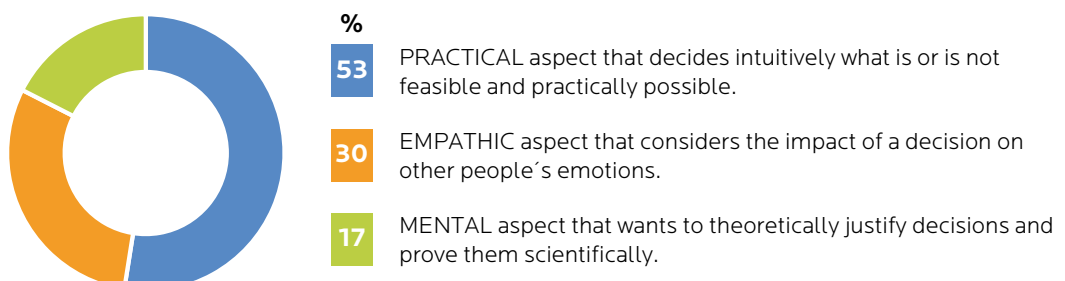 %
53 PRACTICAL aspect that decides intuitively what is or is not
feasible and practically possible.
30 EMPATHIC aspect that considers the impact of a decision on
other people´s emotions.
17 MENTAL aspect that wants to theoretically justify decisions and
prove them scientifically.